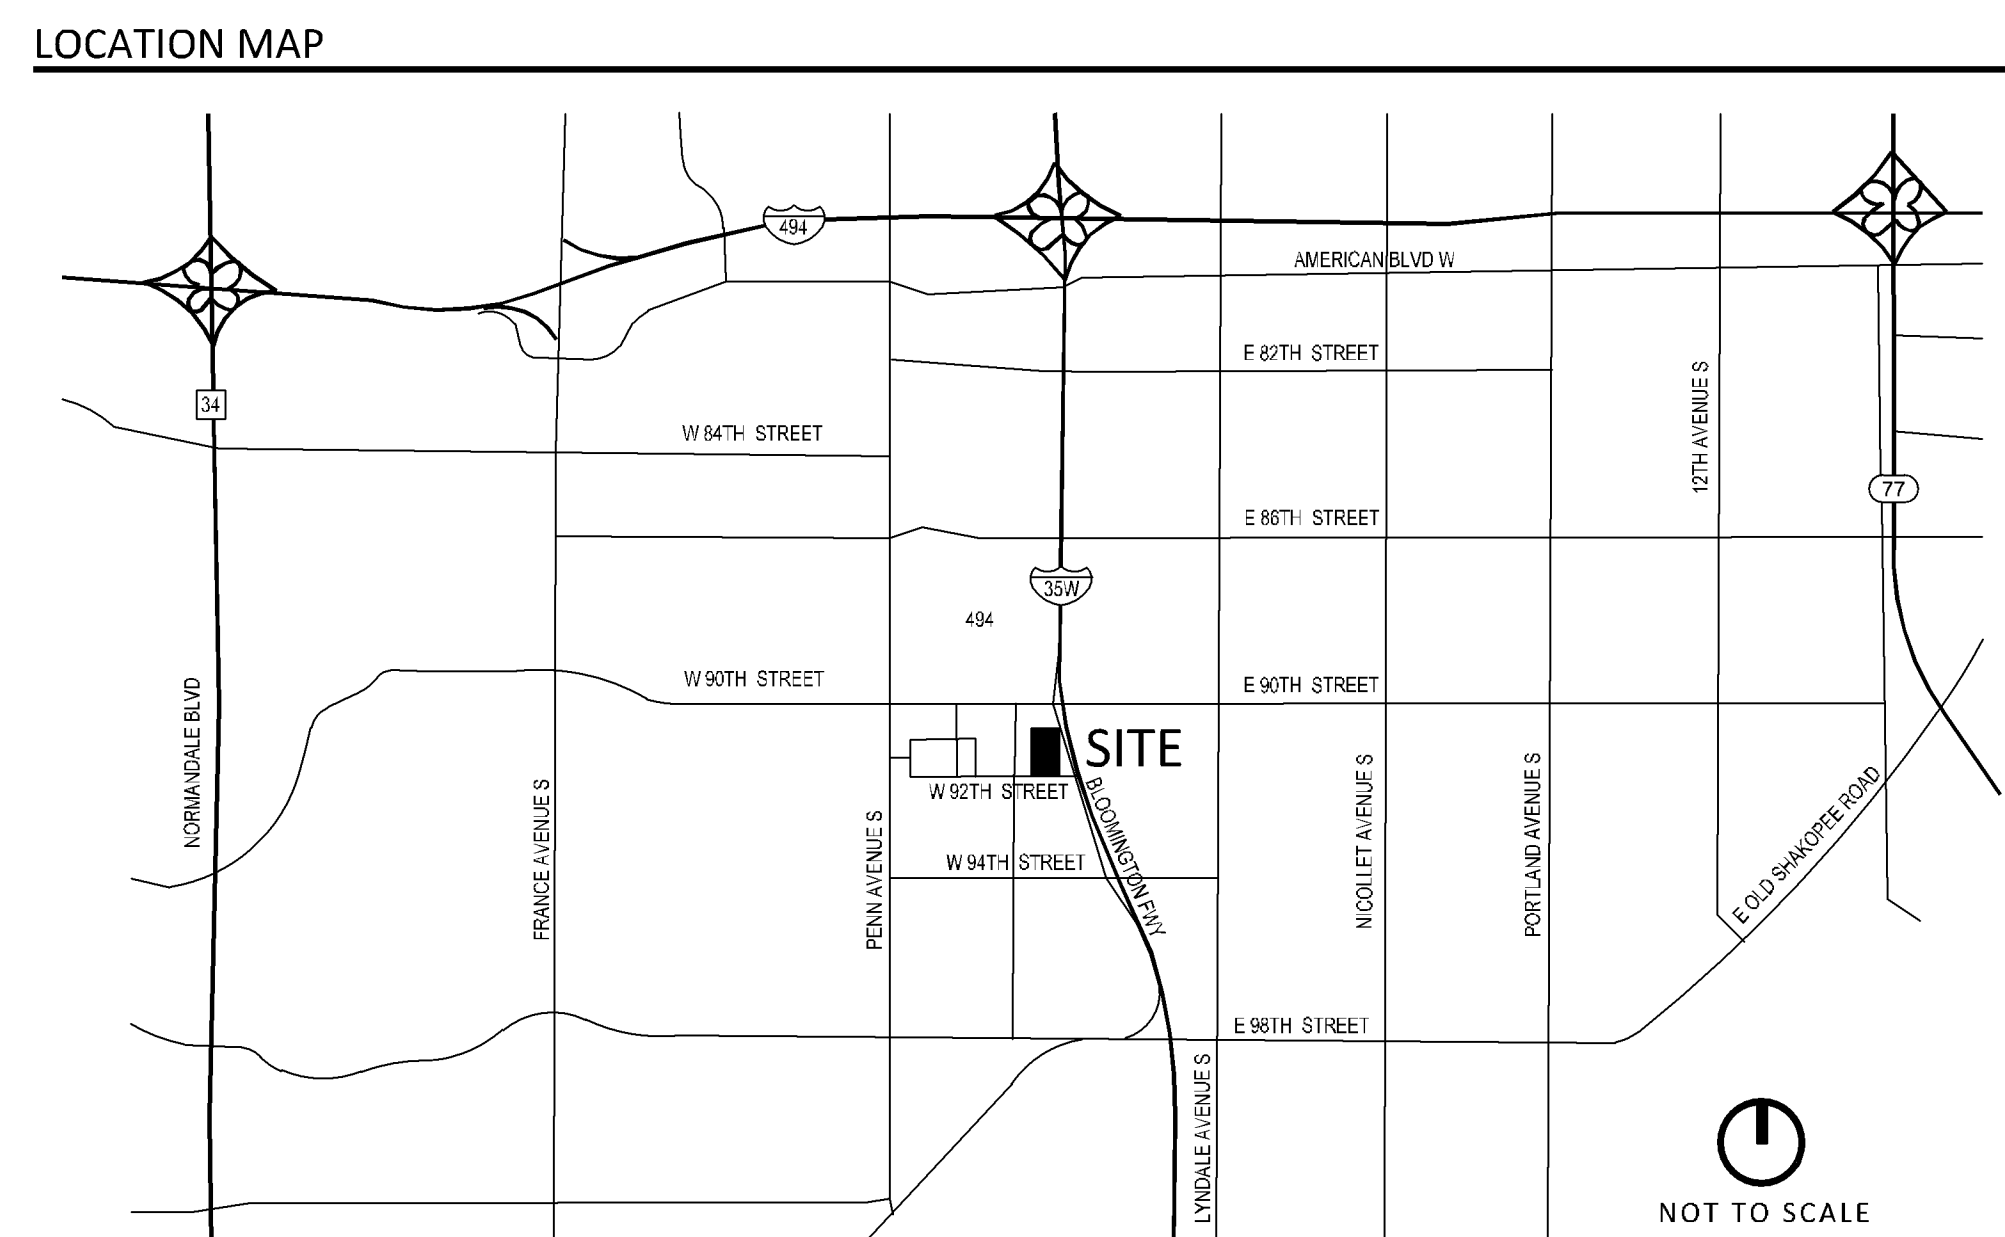 LOCATION MAP
494
AMERICAN BLVD W
E 82TH STREET
12TH AVENUE S
34
W 84TH STREET
77
E 86TH STREET
35W
494
W 90TH STREET
E 90TH STREET
NORMANDALE BLVD
SITE
W 92TH STREET
BLOOMINGTON FWY
FRANCE AVENUE S
PENN AVENUE S
W 94TH STREET
NICOLLET AVENUE S
PORTLAND AVENUE S
E OLD SHAKOPEE ROAD
E 98TH STREET
LYNDALE AVENUE S
NOT TO SCALE